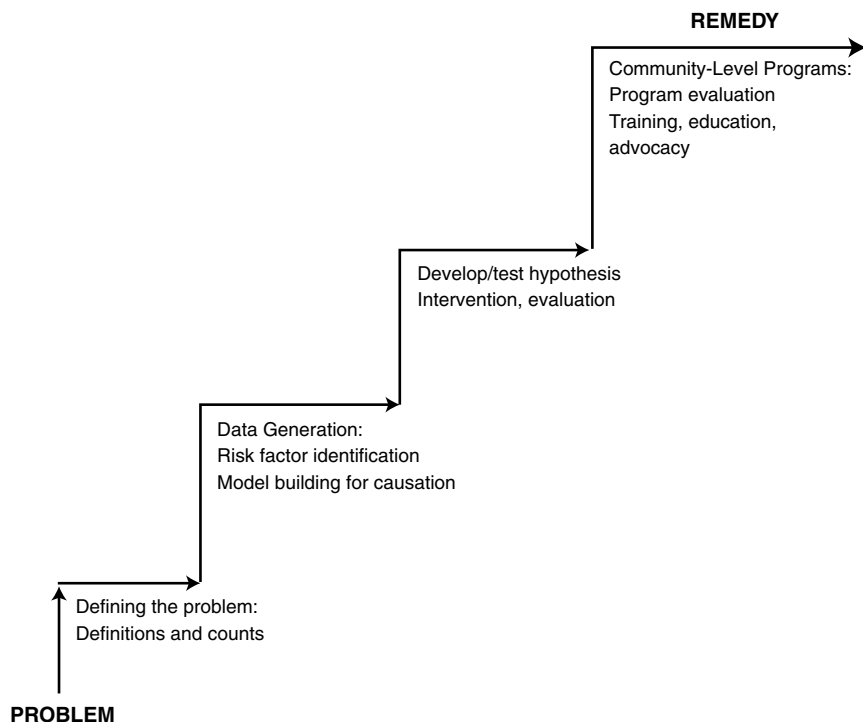 REMEDY
Community-Level Programs:
Program evaluation
Training, education,
advocacy
Develop/test hypothesis
Intervention, evaluation
Data Generation:
Risk factor identification
Model building for causation
Defining the problem:
Definitions and counts
PROBLEM